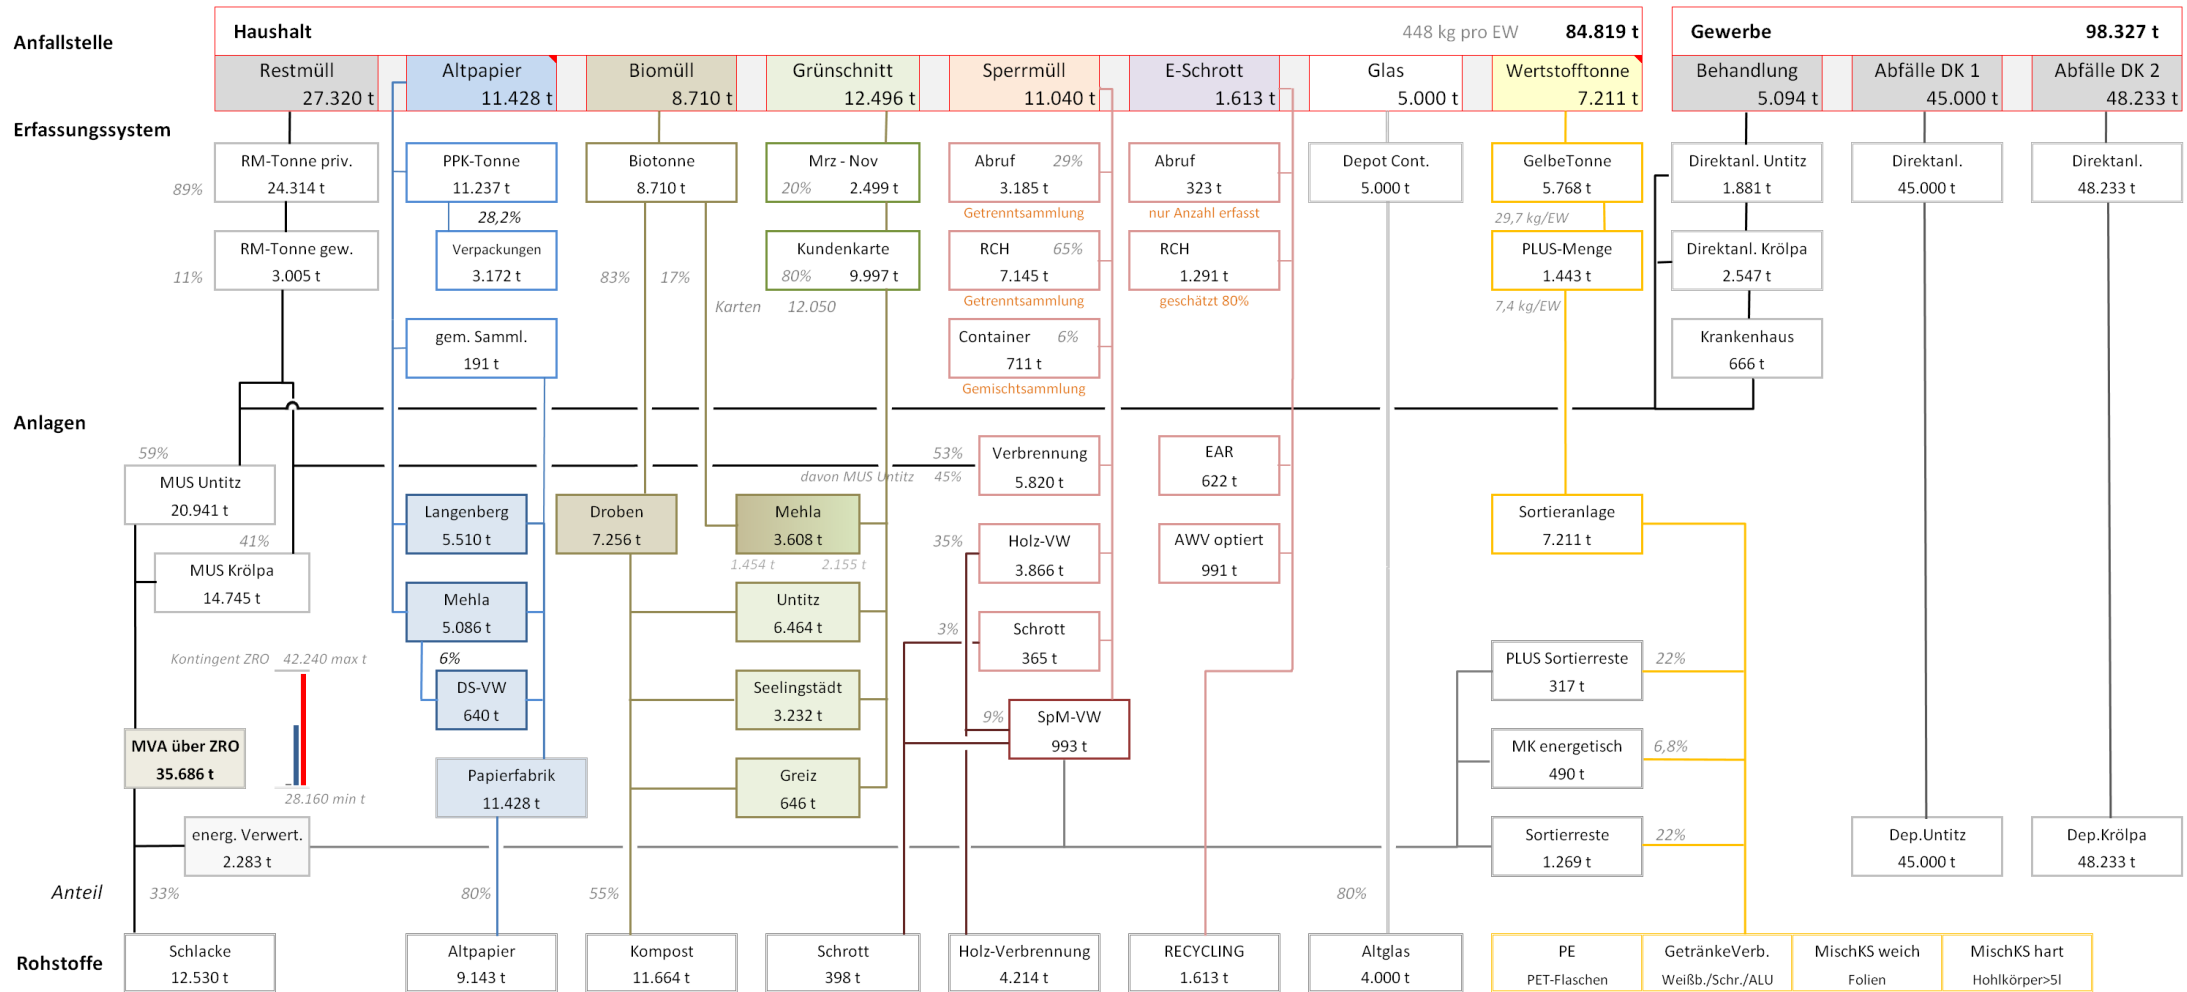 Anfallstelle
Haushalt 448 kg pro EW 84.819 t
Gewerbe 98.327 t
Restmüll
27.320 t
Altpapier
11.428 t
Biomüll
8.710 t
Grünschnitt
12.496 t
Sperrmüll
11.040 t
E-Schrott
1.613 t
Glas
5.000 t
Wertstofftonne
7.211 t
Behandlung
5.094 t
Abfälle DK 1
45.000 t
Abfälle DK 2
48.233 t
Erfassungssystem
RM-Tonne priv.
89% 24.314 t
PPK-Tonne
11.237 t
28,2%
Biotonne
8.710 t
Mrz - Nov
20% 2.499 t
Abruf 29%
3.185 t
Getrenntsammlung
Abruf
323 t
nur Anzahl erfasst
Depot Cont.
5.000 t
GelbeTonne
5.768 t
29,7 kg/EW
Direktanl. Untitz
1.881 t
Direktanl.
45.000 t
Direktanl.
48.233 t
RM-Tonne gew.
11% 3.005 t
Verpackungen
3.172 t
83% 17%
Kundenkarte
80% 9.997 t
Karten 12.050
RCH 65%
7.145 t
Getrenntsammlung
RCH
1.291 t
geschätzt 80%
PLUS-Menge
1.443 t
7,4 kg/EW
Direktanl. Krölpa
2.547 t
gem. Samml.
191 t
Container 6%
711 t
Gemischtsammlung
Krankenhaus
666 t
Anlagen
59%
MUS Untitz
20.941 t
53% Verbrennung
davon MUS Untitz 45% 5.820 t
EAR
622 t
Langenberg
5.510 t
Droben
7.256 t
Mehla
3.608 t
1.454 t 2.155 t
35% Holz-VW
3.866 t
AWV optiert
991 t
Sortieranlage
7.211 t
41%
MUS Krölpa
14.745 t
Mehla
5.086 t
6%
Untitz
6.464 t
3% Schrott
365 t
Kontingent ZRO 42.240 max t
28.160 min t
DS-VW
640 t
Seelingstädt
3.232 t
9% SpM-VW
993 t
PLUS Sortierreste 22%
317 t
MVA über ZRO
35.686 t
Papierfabrik
11.428 t
Greiz
646 t
MK energetisch 6,8%
490 t
energ. Verwert.
2.283 t
Sortierreste 22%
1.269 t
Dep.Untitz
45.000 t
Dep.Krölpa
48.233 t
Anteil 33% 80% 55% 80%
Rohstoffe
Schlacke
12.530 t
Altpapier
9.143 t
Kompost
11.664 t
Schrott
398 t
Holz-Verbrennung
4.214 t
RECYCLING
1.613 t
Altglas
4.000 t
PE
PET-Flaschen
GetränkeVerb.
Weißb./Schr./ALU
MischKS weich
Folien
MischKS hart
Hohlkörper>5l